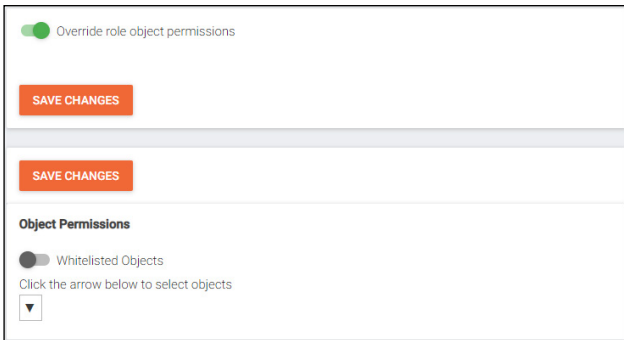 Override role object permissions
SAVE CHANGES
SAVE CHANGES
Object Permissions
Whitelisted Objects
Click the arrow below to select objects